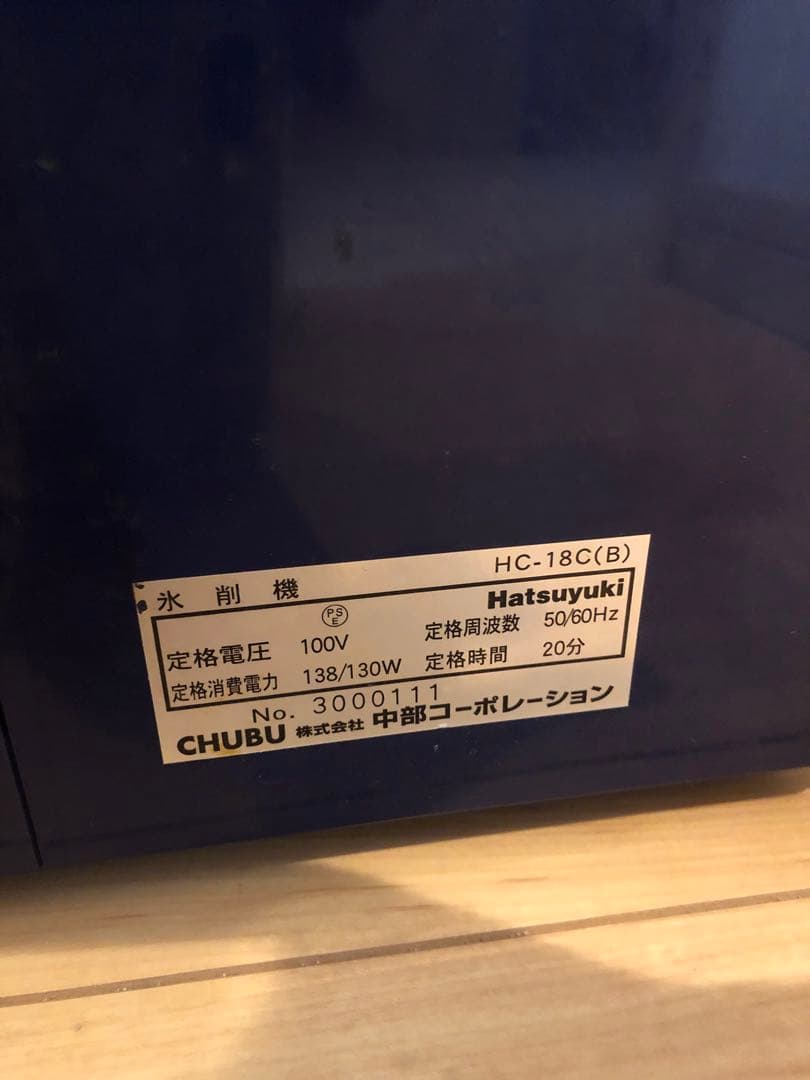 氷削機 HC-18C(B)
PSE Hatsuyuki
定格電圧 100V 定格周波数 50/60Hz
定格消費電力 138/130W 定格時間 20分
No. 3000111
CHUBU 株式会社 中部コーポレーション